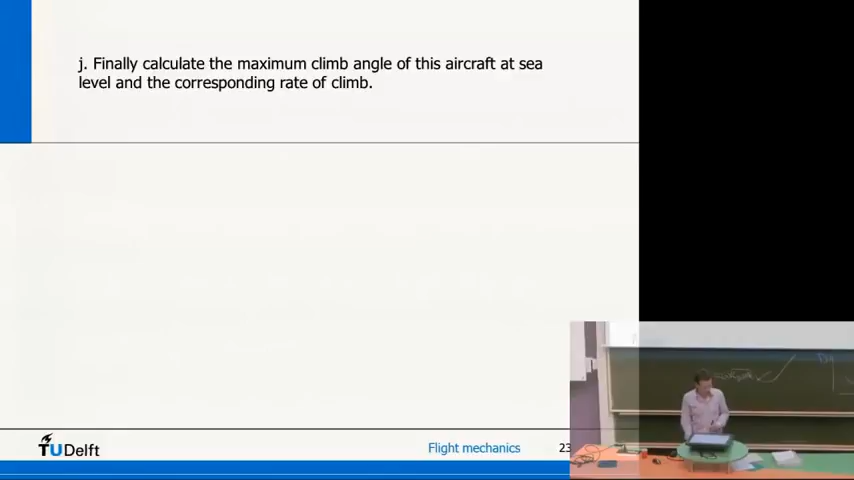 j. Finally calculate the maximum climb angle of this aircraft at sea
level and the corresponding rate of climb.
TUDelft
Flight mechanics
23